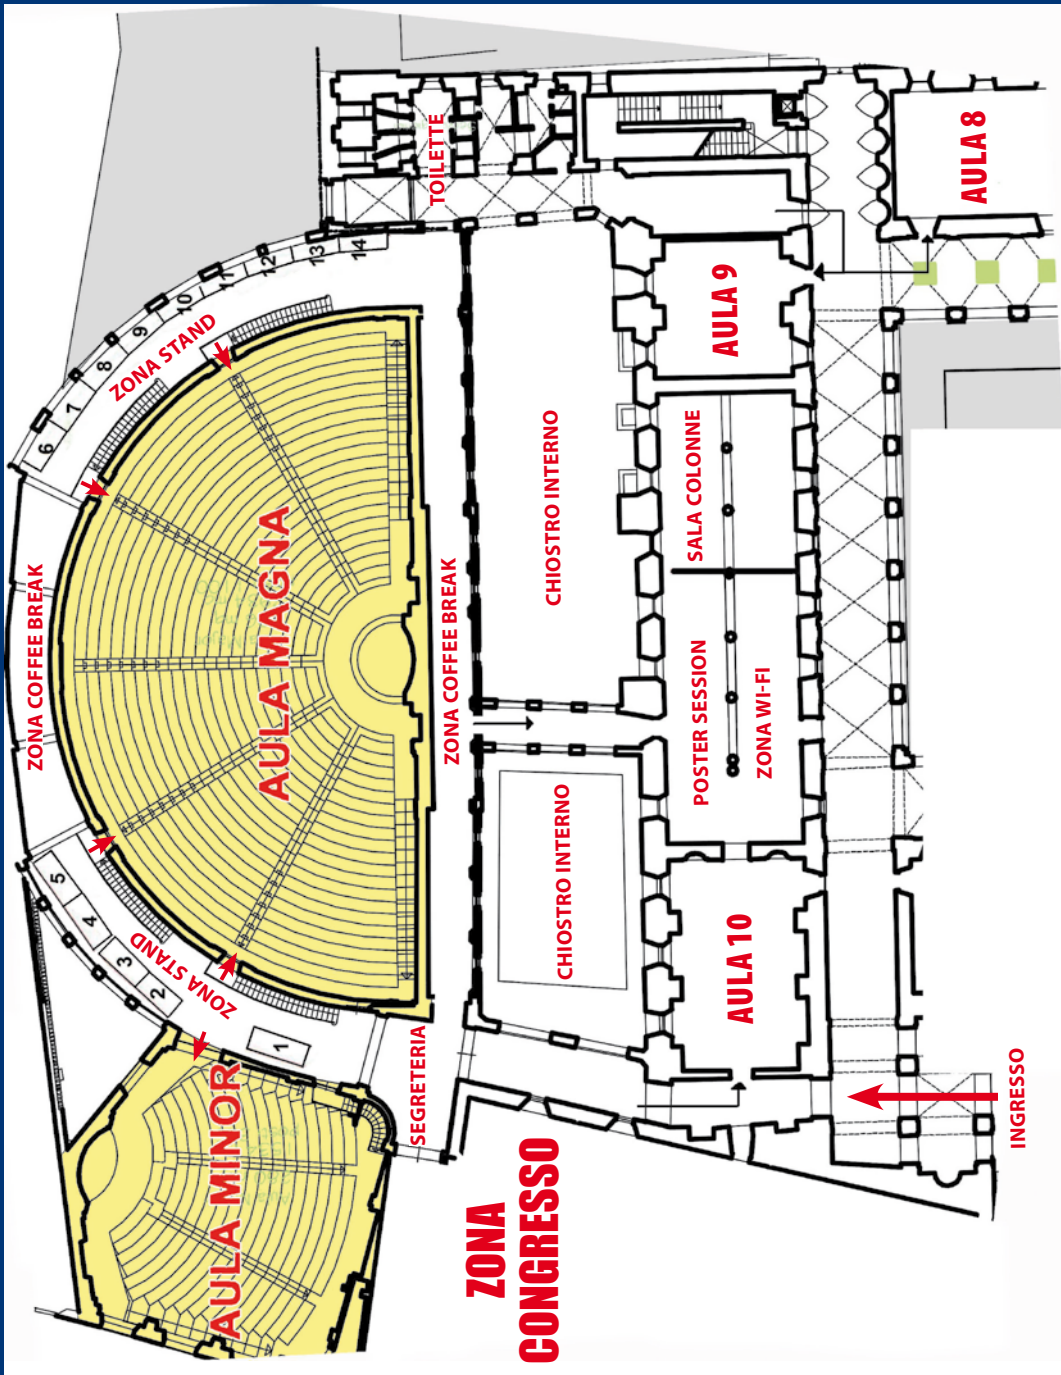 ZONA
CONGRESSO
AULA MINOR
AULA MAGNA
ZONA STAND
ZONA STAND
1
2
3
4
5
6
7
8
9
10
11
12
13
14
ZONA COFFEE BREAK
ZONA COFFEE BREAK
SEGRETERIA
TOILETTE
CHIOSTRO INTERNO
CHIOSTRO INTERNO
AULA 10
POSTER SESSION
ZONA WI-FI
SALA COLONNE
AULA 9
AULA 8
INGRESSO